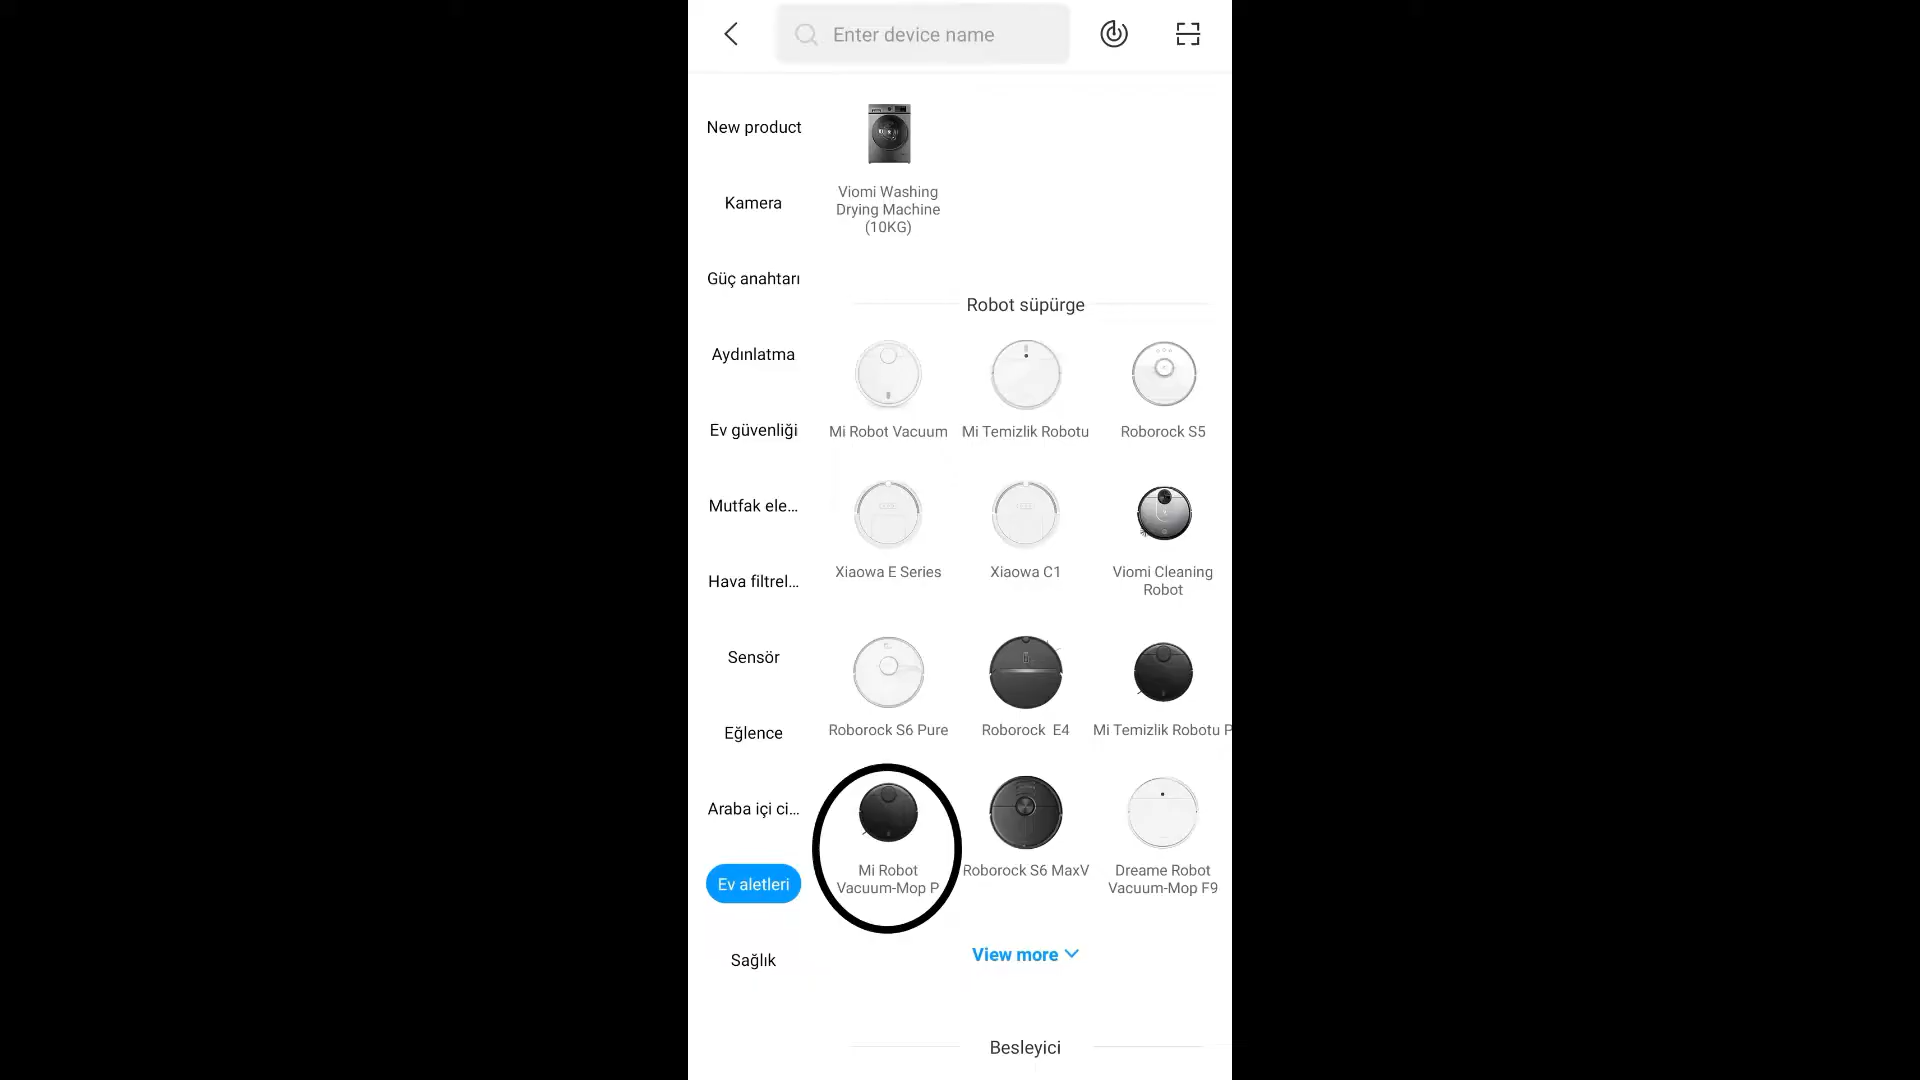 Enter device name
New product
Kamera
Güç anahtarı
Aydınlatma
Ev güvenliği
Mutfak ele...
Hava filtrel...
Sensör
Eğlence
Araba içi ci...
Ev aletleri
Sağlık
Viomi Washing
Drying Machine
(10KG)
Robot süpürge
Mi Robot Vacuum
Mi Temizlik Robotu
Roborock S5
Xiaowa E Series
Xiaowa C1
Viomi Cleaning
Robot
Roborock S6 Pure
Roborock E4
Mi Temizlik Robotu P
Mi Robot
Vacuum-Mop P
Roborock S6 MaxV
Dreame Robot
Vacuum-Mop F9
View more
Besleyici